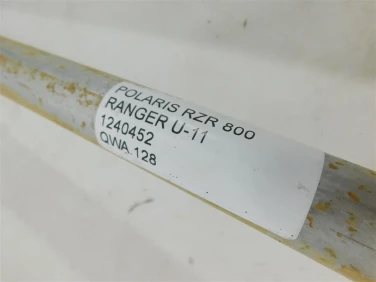 POLARIS RZR 800
RANGER U-11
1240452
QWA 128